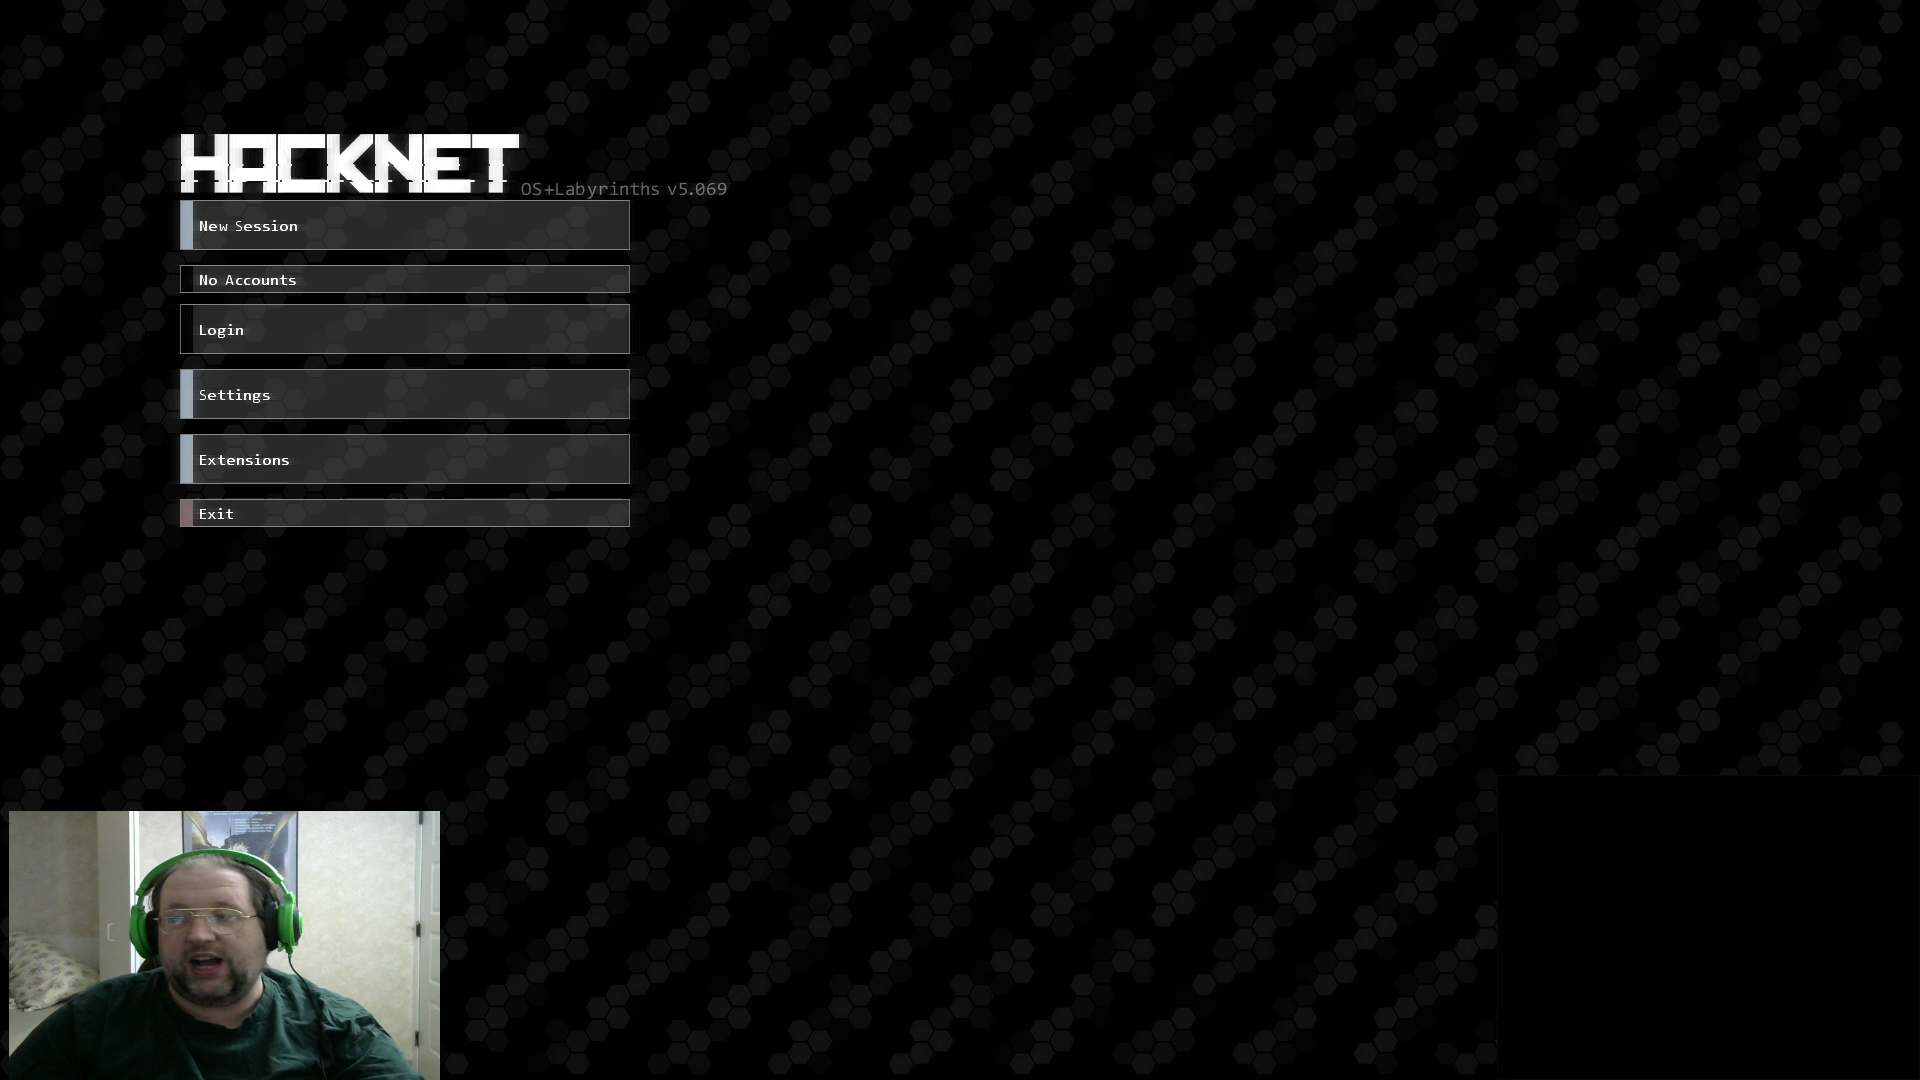 HACKNET
OS+Labyrinths v5.069
New Session
No Accounts
Login
Settings
Extensions
Exit